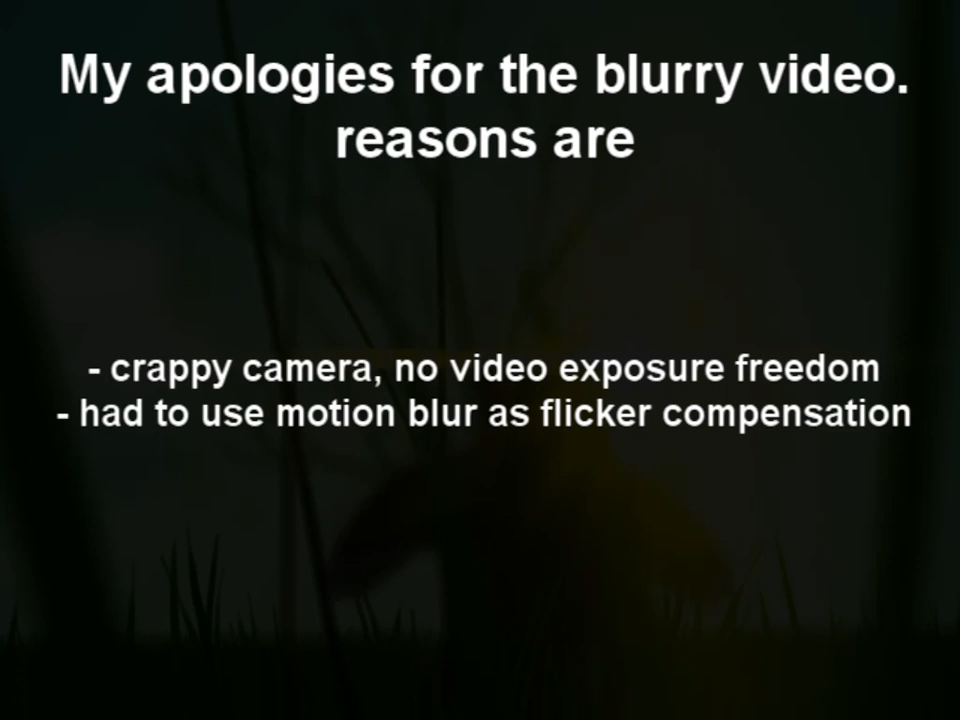 My apologies for the blurry video.
reasons are
- crappy camera, no video exposure freedom
- had to use motion blur as flicker compensation